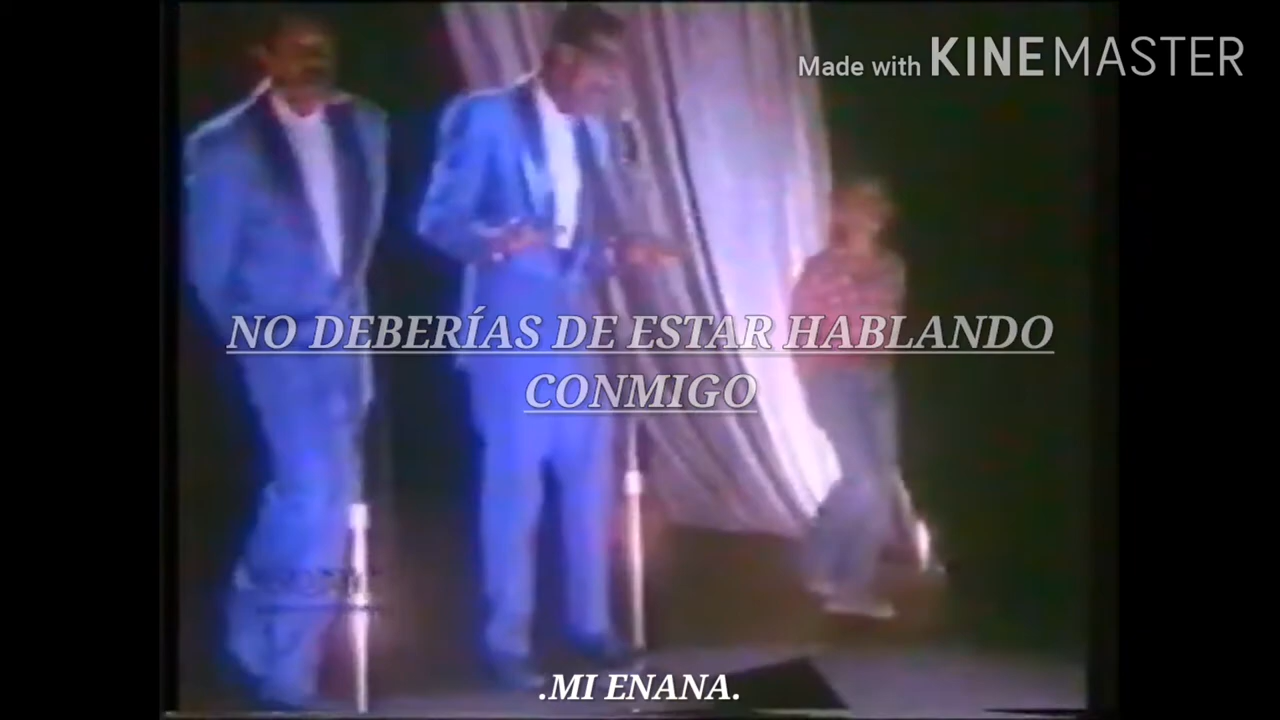 Made with KINEMASTER
NO DEBERÍAS DE ESTAR HABLANDO
CONMIGO
.MI ENANA.